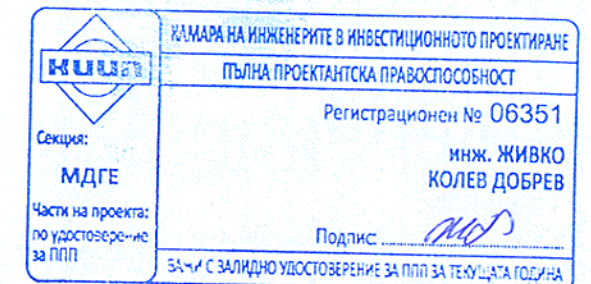 КАМАРА НА ИНЖЕНЕРИТЕ В ИНВЕСТИЦИОННОТО ПРОЕКТИРАНЕ
ПЪЛНА ПРОЕКТАНТСКА ПРАВОСПОСОБНОСТ
КИИП
Секция:
МДГЕ
Части на проекта:
по удостоверение
за ППП
Регистрационен № 06351
инж. ЖИВКО
КОЛЕВ ДОБРЕВ
Подпис
ВАЖИ С ВАЛИДНО УДОСТОВЕРЕНИЕ ЗА ППП ЗА ТЕКУЩАТА ГОДИНА